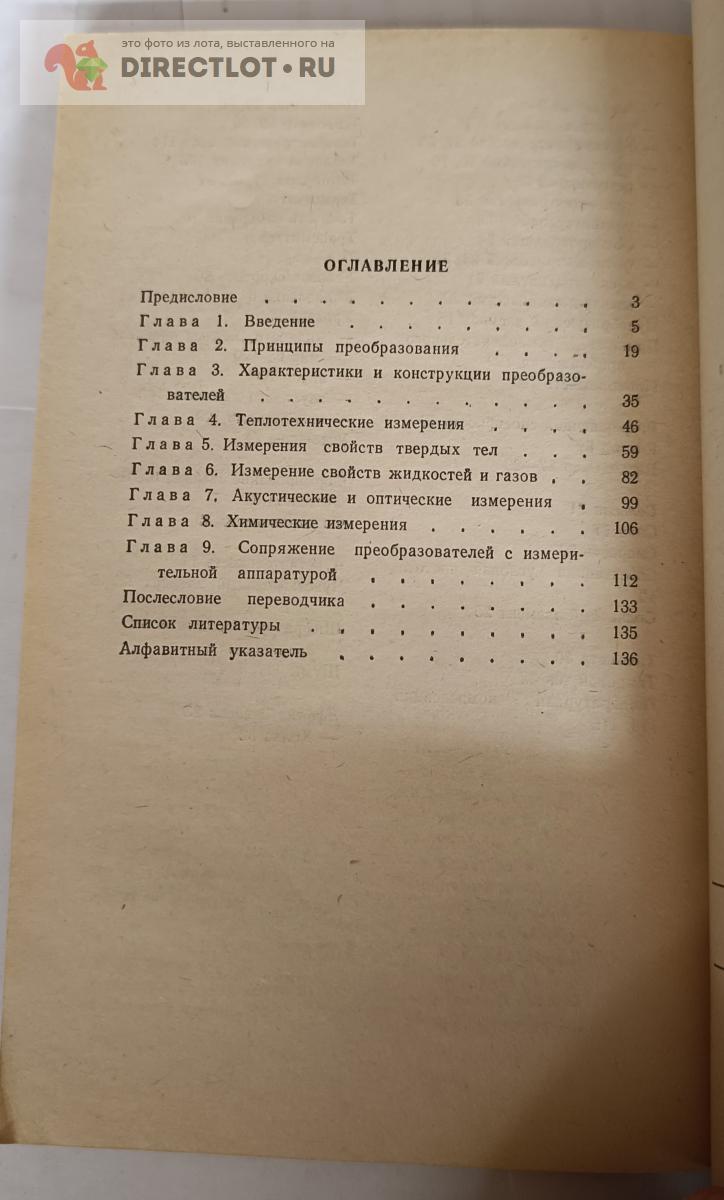 это фото из лота, выставленного на
DIRECTLOT.RU
ОГЛАВЛЕНИЕ
Предисловие . . . . . . . . . . . . 3
Глава 1. Введение . . . . . . . . . 5
Глава 2. Принципы преобразования . . . . 19
Глава 3. Характеристики и конструкции преобразо-
вателей . . . . . . . . . . . . 35
Глава 4. Теплотехнические измерения . . . . 46
Глава 5. Измерения свойств твердых тел . . . 59
Глава 6. Измерение свойств жидкостей и газов . . 82
Глава 7. Акустические и оптические измерения . 99
Глава 8. Химические измерения . . . . . . 106
Глава 9. Сопряжение преобразователей с измери-
тельной аппаратурой . . . . . . . . 112
Послесловие переводчика . . . . . . . . 133
Список литературы . . . . . . . . . . 135
Алфавитный указатель . . . . . . . . . 136